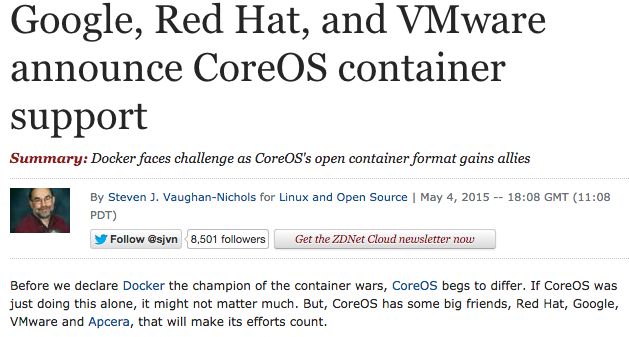 Google, Red Hat, and VMware
announce CoreOS container
support
Summary: Docker faces challenge as CoreOS's open container format gains allies
By Steven J. Vaughan-Nichols for Linux and Open Source | May 4, 2015 -- 18:08 GMT (11:08
PDT)
Follow @sjvn 8,501 followers Get the ZDNet Cloud newsletter now
Before we declare Docker the champion of the container wars, CoreOS begs to differ. If CoreOS was
just doing this alone, it might not matter much. But, CoreOS has some big friends, Red Hat, Google,
VMware and Apcera, that will make its efforts count.